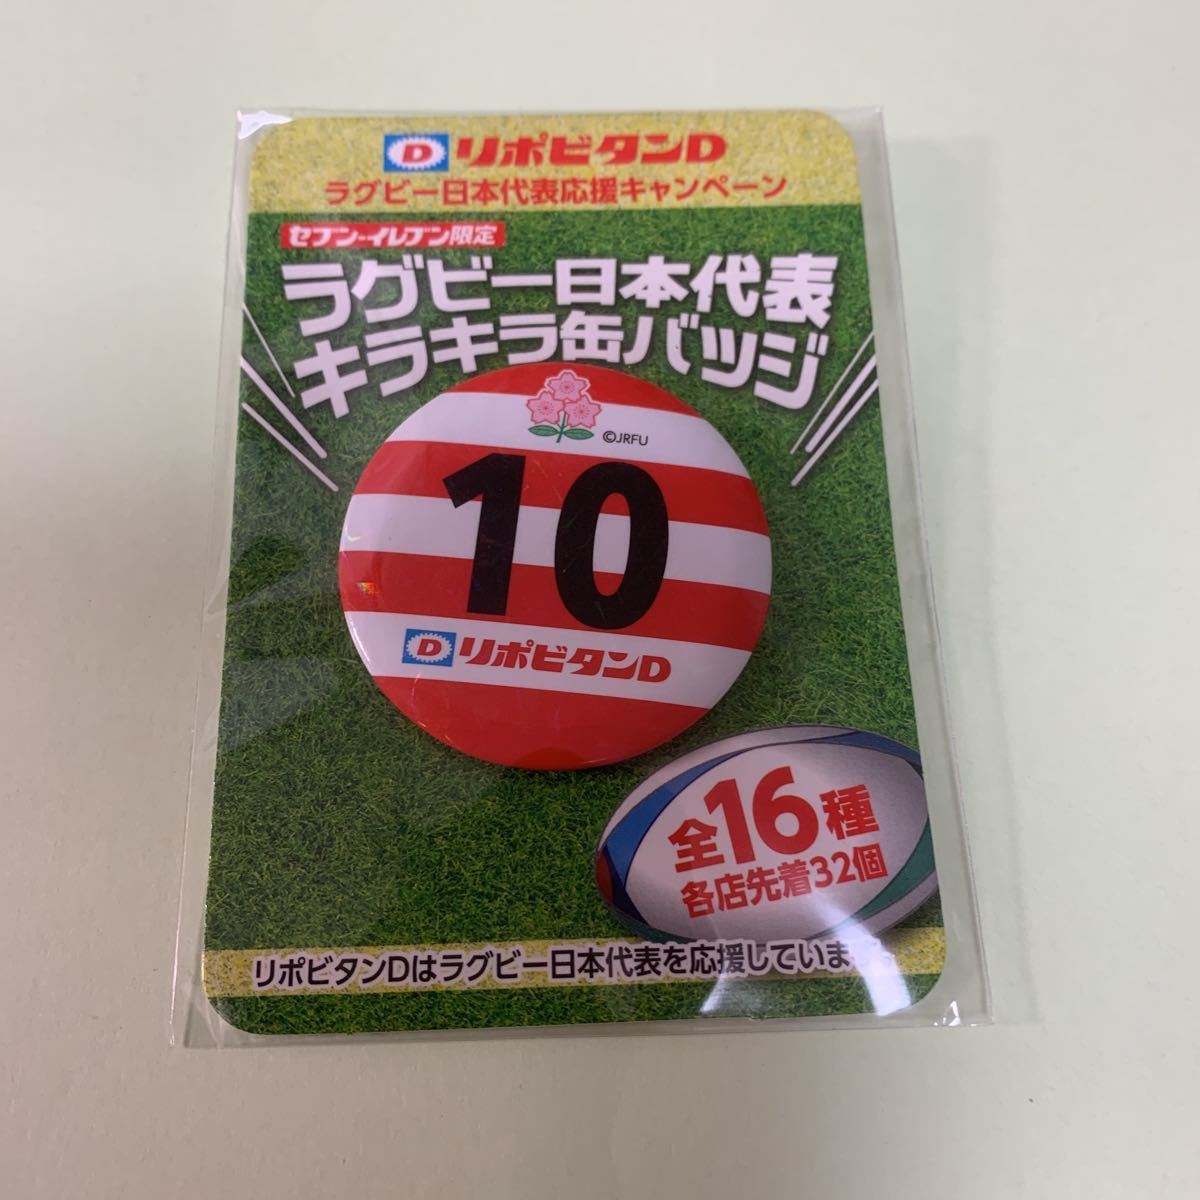 D リポビタンD
ラグビー日本代表応援キャンペーン
セブン-イレブン限定
ラグビー日本代表
キラキラ缶バッジ
©JRFU
10
D リポビタンD
全16種
各店先着32個
リポビタンDはラグビー日本代表を応援しています。